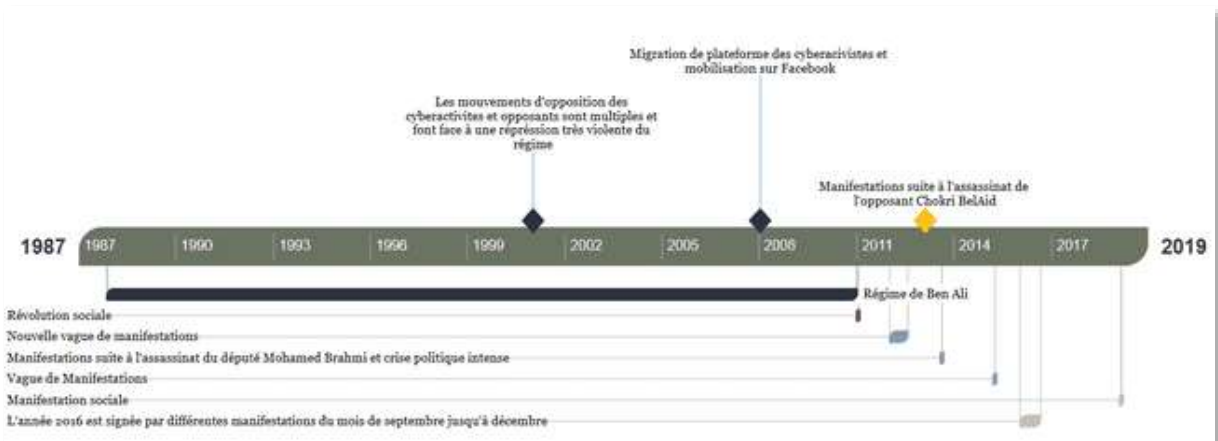 Migration de plateforme des cyberacivistes et
mobilisation sur Facebook
Les mouvements d'opposition des
cyberactivites et opposants sont multiples et
font face à une répréssion très violente du
régime
Manifestations suite à l'assassinat de
l'opposant Chokri BelAid
1987 1987 1990 1993 1996 1999 2002 2005 2008 2011 2014 2017 2019
Régime de Ben Ali
Révolution sociale
Nouvelle vague de manifestations
Manifestations suite à l'assassinat du député Mohamed Brahmi et crise politique intense
Vague de Manifestations
Manifestation sociale
L'année 2016 est signée par différentes manifestations du mois de septembre jusqu'à décembre